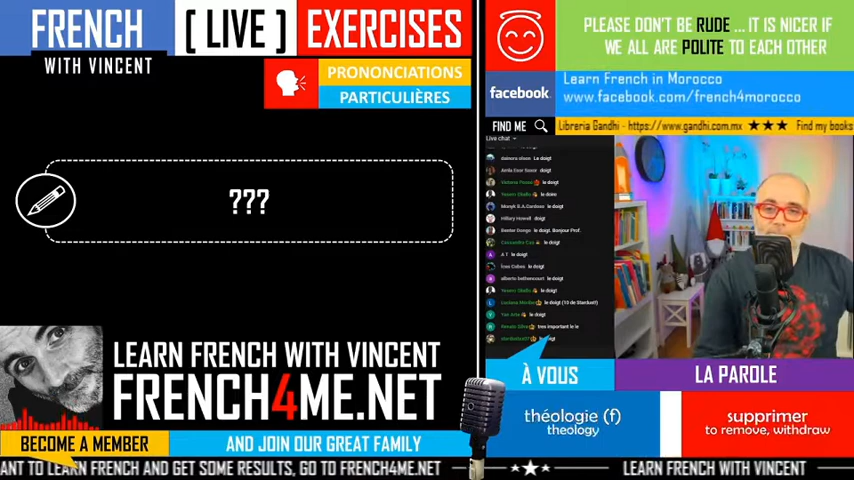 FRENCH
WITH VINCENT
[ LIVE ]
EXERCISES
PRONONCIATIONS
PARTICULIÈRES
???
LEARN FRENCH WITH VINCENT
FRENCH4ME.NET
BECOME A MEMBER
AND JOIN OUR GREAT FAMILY
ANT TO LEARN FRENCH AND GET SOME RESULTS, GO TO FRENCH4ME.NET
PLEASE DON'T BE RUDE ... IT IS NICER IF
WE ALL ARE POLITE TO EACH OTHER
facebook
Learn French in Morocco
www.facebook.com/french4morocco
FIND ME
Libreria Gandhi - https://www.gandhi.com.mx ★★★ Find my books
Live chat
le doigt
le doigt
le doigt
le doigt
le doigt
Hillary Howell doigt
le doigt. Bonjour Prof.
le doigt
A T le doigt
le doigt
le doigt
le doigt
le doigt (10 de Stardust!)
le doigt
tres important le le
À VOUS
LA PAROLE
théologie (f)
theology
supprimer
to remove, withdraw
LEARN FRENCH WITH VINCENT